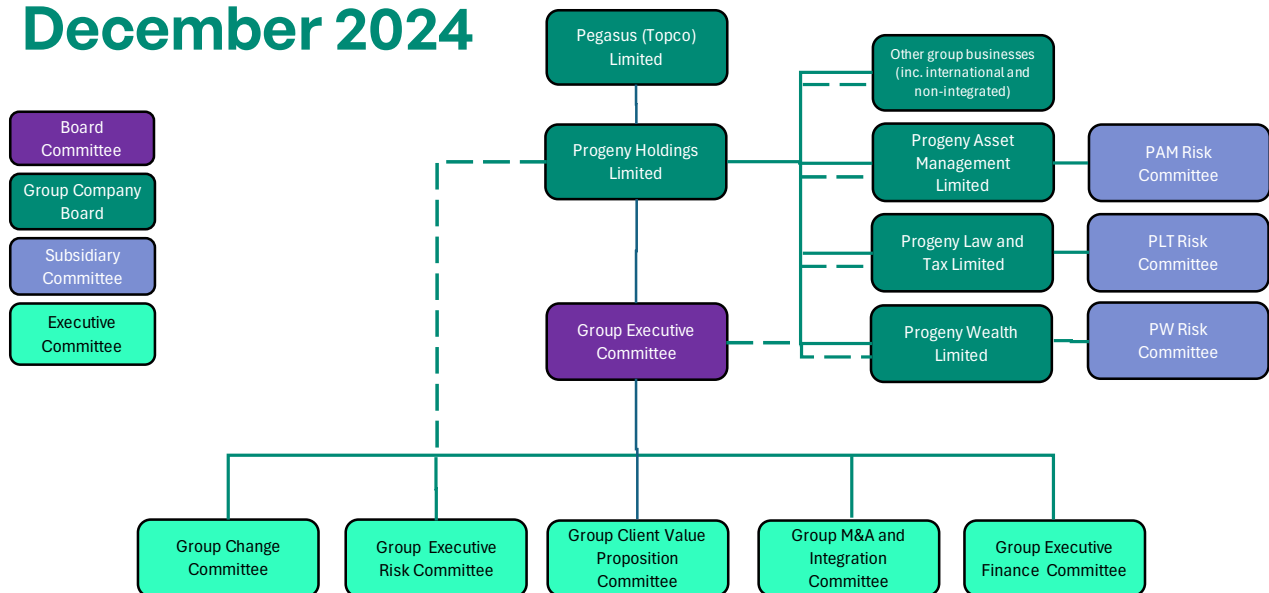 December 2024
Board
Committee
Group Company
Board
Subsidiary
Committee
Executive
Committee
Pegasus (Topco)
Limited
Progeny Holdings
Limited
Group Executive
Committee
Other group businesses
(inc. international and
non-integrated)
Progeny Asset
Management
Limited
PAM Risk
Committee
Progeny Law and
Tax Limited
PLT Risk
Committee
Progeny Wealth
Limited
PW Risk
Committee
Group Change
Committee
Group Executive
Risk Committee
Group Client Value
Proposition
Committee
Group M&A and
Integration
Committee
Group Executive
Finance Committee